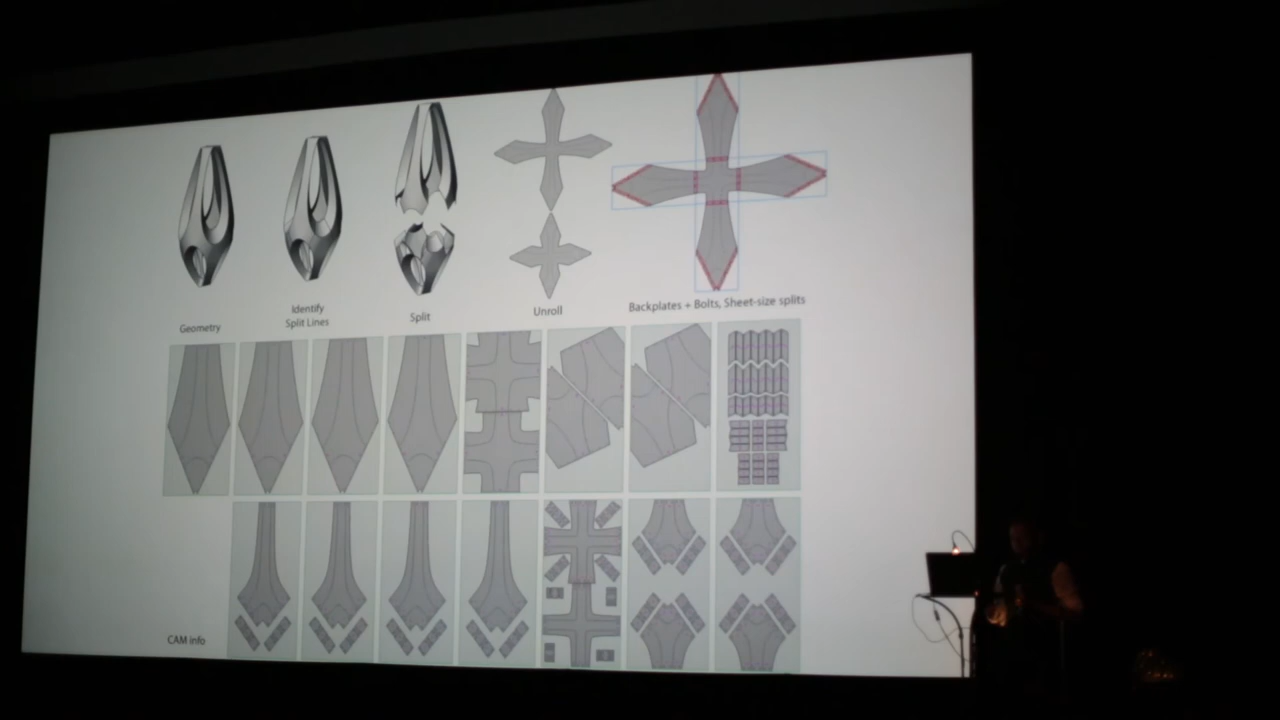 Geometry
Identify
Split Lines
Split
Unroll
Backplates + Bolts, Sheet-size splits
CAM info